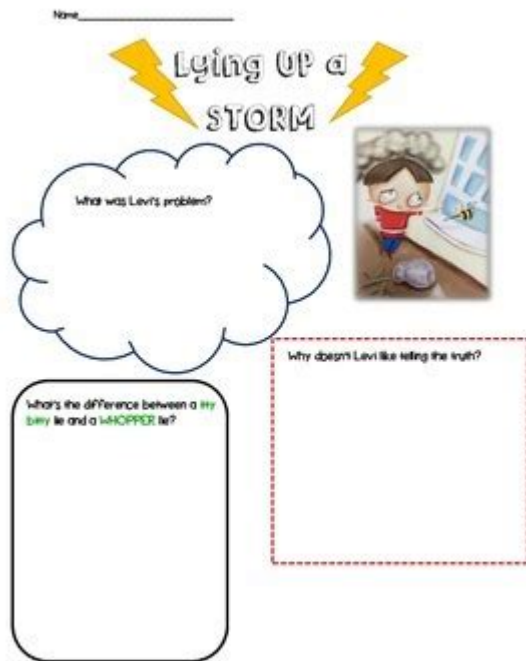 Name
Lying UP a
STORM
What was Levi's problem?
Why doesn't Levi like telling the truth?
What's the difference between a itty
bitty lie and a WHOPPER lie?